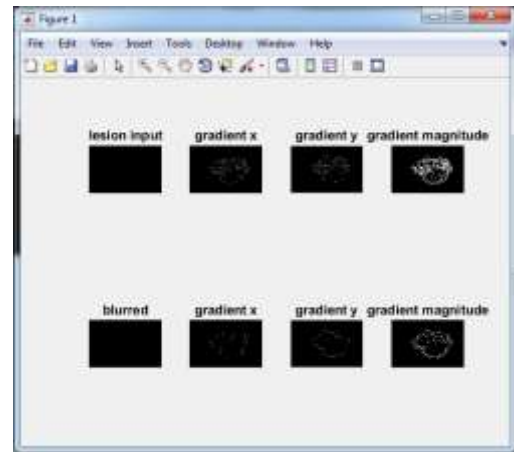 Figure 1
File Edit View Insert Tools Desktop Window Help
lesion input gradient x gradient y gradient magnitude
blurred gradient x gradient y gradient magnitude